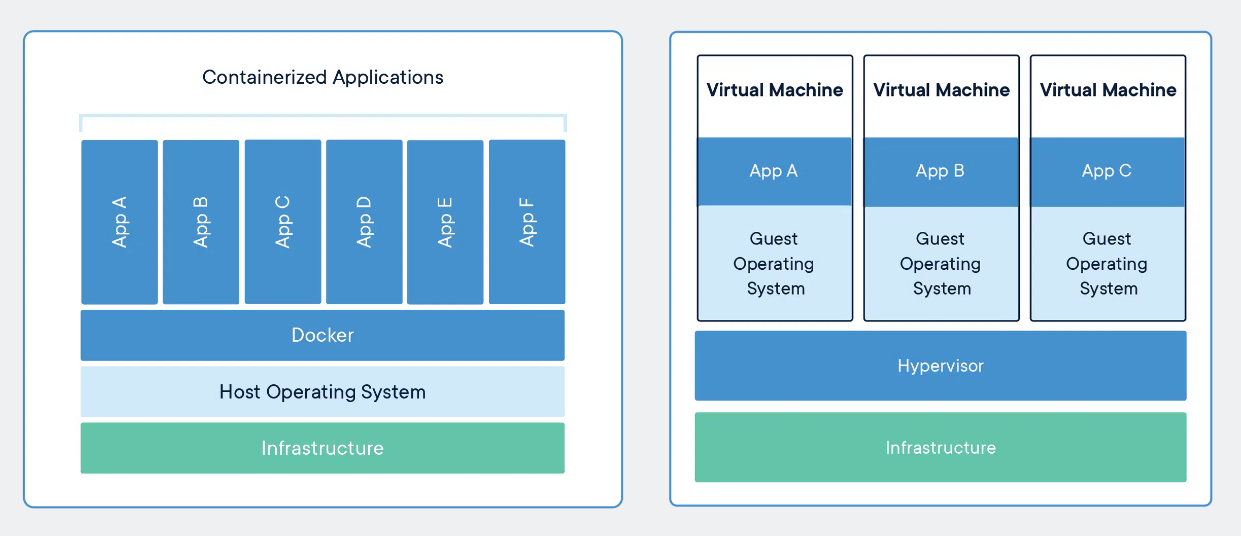 Containerized Applications
App A
App B
App C
App D
App E
App F
Docker
Host Operating System
Infrastructure
Virtual Machine
App A
Guest
Operating
System
Virtual Machine
App B
Guest
Operating
System
Virtual Machine
App C
Guest
Operating
System
Hypervisor
Infrastructure